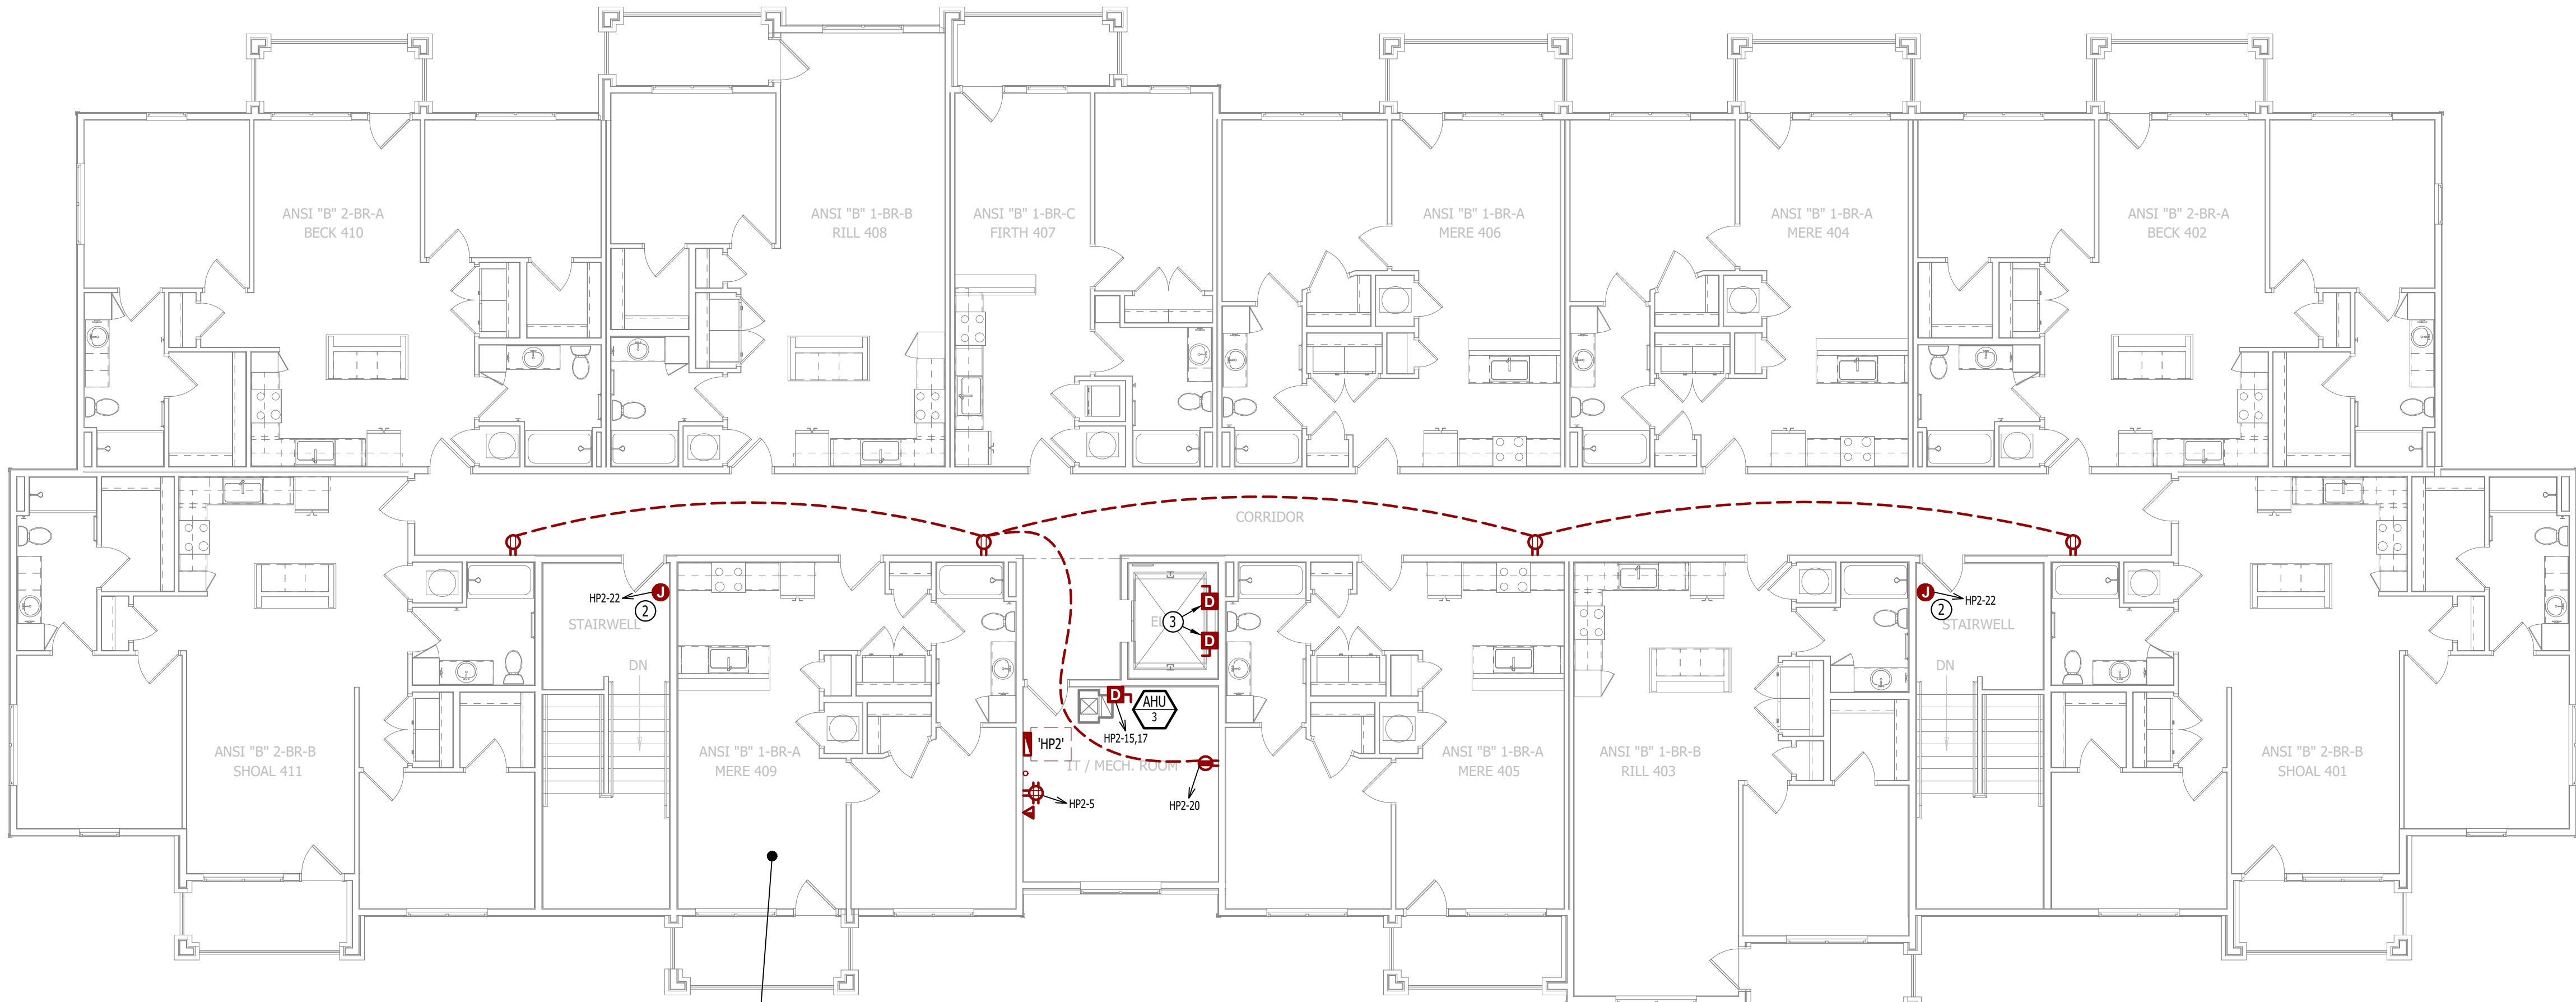 ANSI "B" 2-BR-A
BECK 410
ANSI "B" 1-BR-B
RILL 408
ANSI "B" 1-BR-C
FIRTH 407
ANSI "B" 1-BR-A
MERE 406
ANSI "B" 1-BR-A
MERE 404
ANSI "B" 2-BR-A
BECK 402
CORRIDOR
HP2-22
J
2
STAIRWELL
DN
D
3
D
J
HP2-22
2
STAIRWELL
DN
D
AHU
3
HP2-15,17
'HP2'
IT / MECH. ROOM
HP2-5
HP2-20
ANSI "B" 2-BR-B
SHOAL 411
ANSI "B" 1-BR-A
MERE 409
ANSI "B" 1-BR-A
MERE 405
ANSI "B" 1-BR-B
RILL 403
ANSI "B" 2-BR-B
SHOAL 401